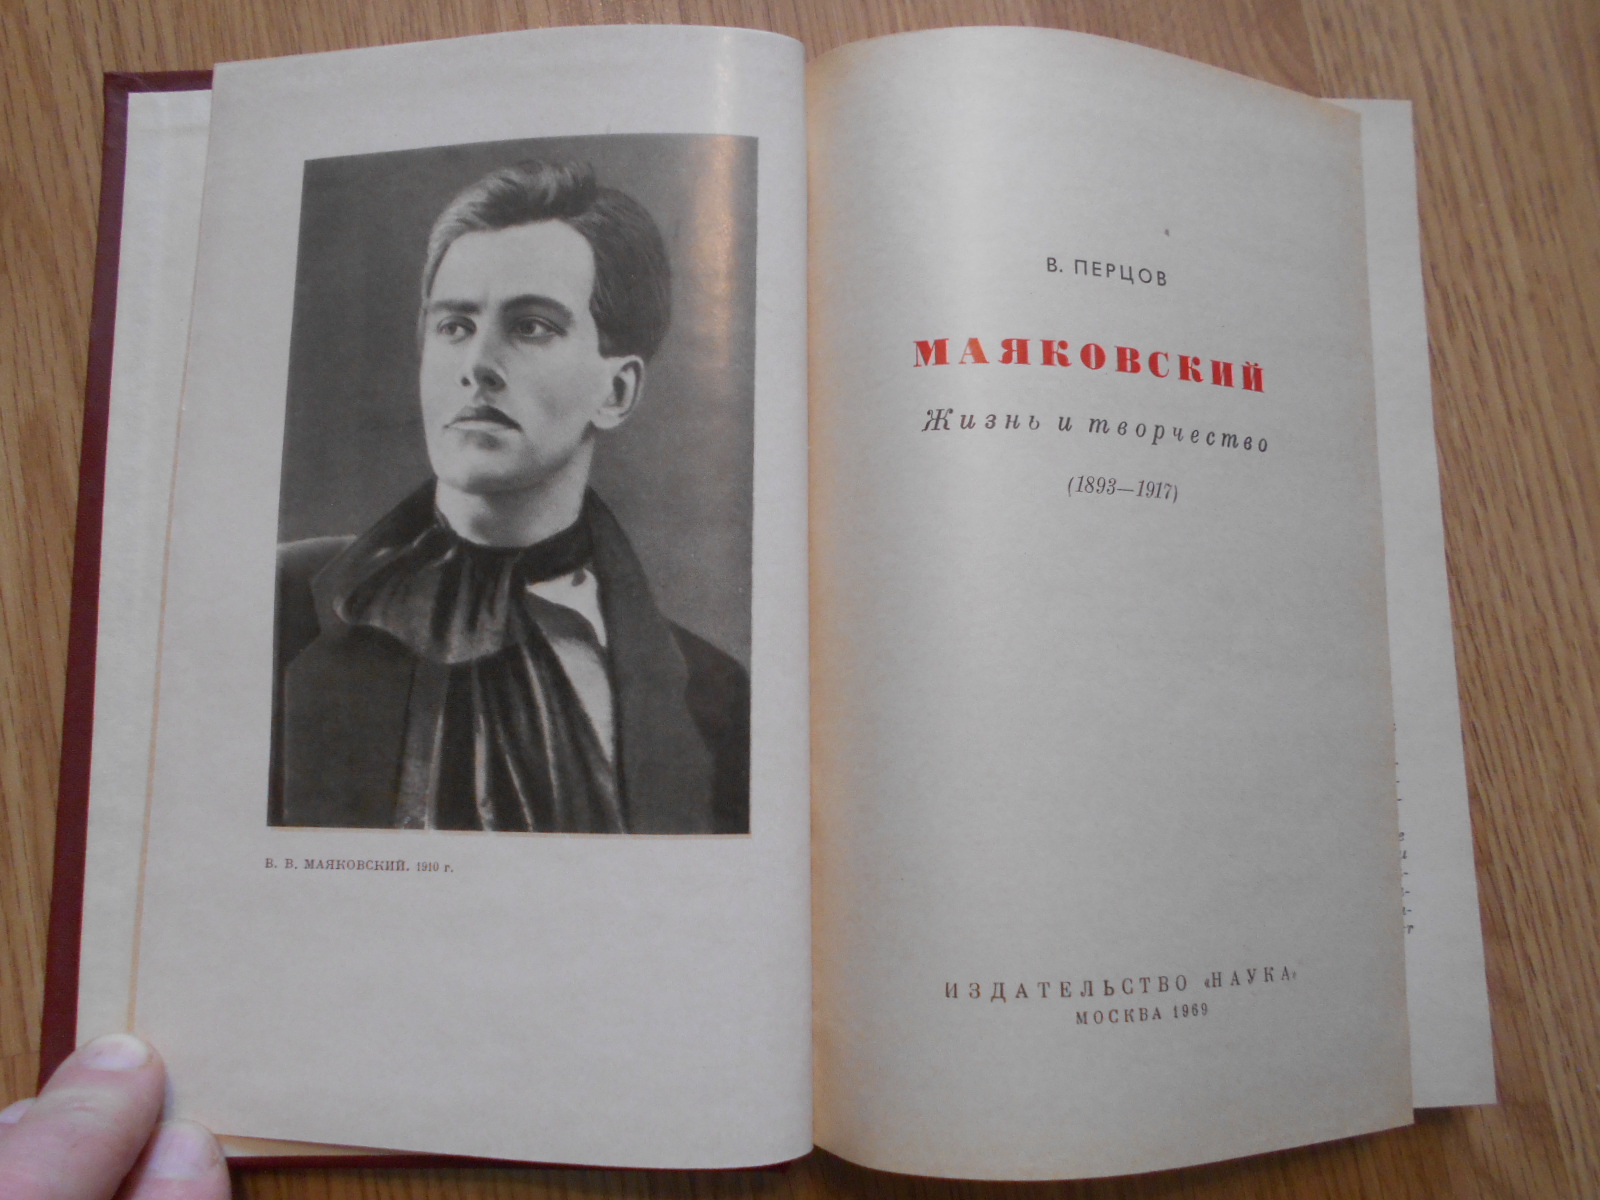 В. В. МАЯКОВСКИЙ. 1910 г.
В. ПЕРЦОВ
МАЯКОВСКИЙ
Жизнь и творчество
(1893—1917)
ИЗДАТЕЛЬСТВО «НАУКА»
МОСКВА 1969